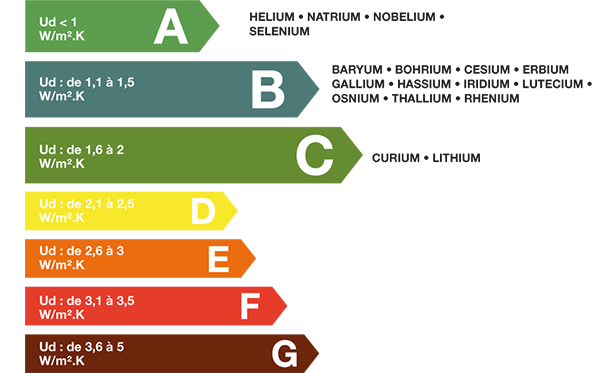 Ud < 1
W/m².K
A
HELIUM • NATRIUM • NOBELIUM •
SELENIUM
Ud : de 1,1 à 1,5
W/m².K
B
BARYUM • BOHRIUM • CESIUM • ERBIUM
GALLIUM • HASSIUM • IRIDIUM • LUTECIUM •
OSNIUM • THALLIUM • RHENIUM
Ud : de 1,6 à 2
W/m².K
C
CURIUM • LITHIUM
Ud : de 2,1 à 2,5
W/m².K
D
Ud : de 2,6 à 3
W/m².K
E
Ud : de 3,1 à 3,5
W/m².K
F
Ud : de 3,6 à 5
W/m².K
G